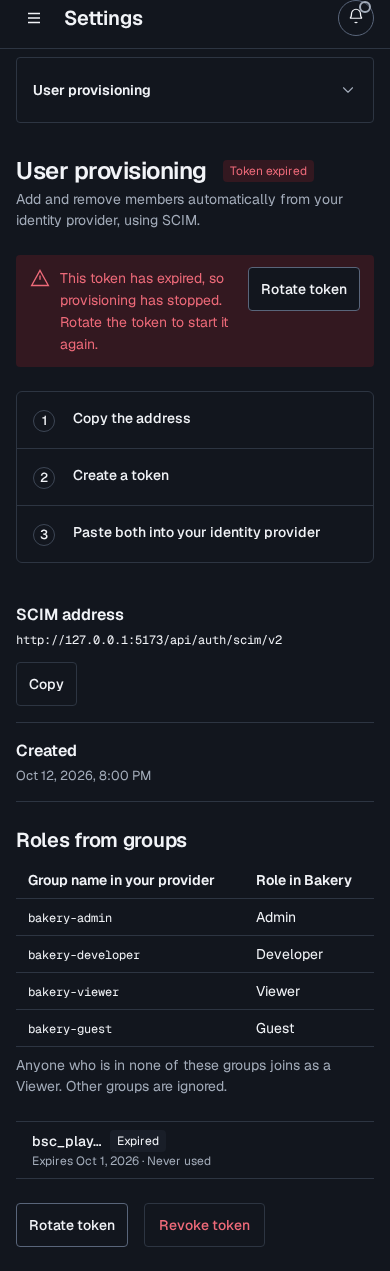 Settings
User provisioning
User provisioning Token expired
Add and remove members automatically from your
identity provider, using SCIM.
This token has expired, so
provisioning has stopped.
Rotate the token to start it
again.
Rotate token
1 Copy the address
2 Create a token
3 Paste both into your identity provider
SCIM address
http://127.0.0.1:5173/api/auth/scim/v2
Copy
Created
Oct 12, 2026, 8:00 PM
Roles from groups
Group name in your provider Role in Bakery
bakery-admin Admin
bakery-developer Developer
bakery-viewer Viewer
bakery-guest Guest
Anyone who is in none of these groups joins as a
Viewer. Other groups are ignored.
bsc_play… Expired
Expires Oct 1, 2026 · Never used
Rotate token Revoke token